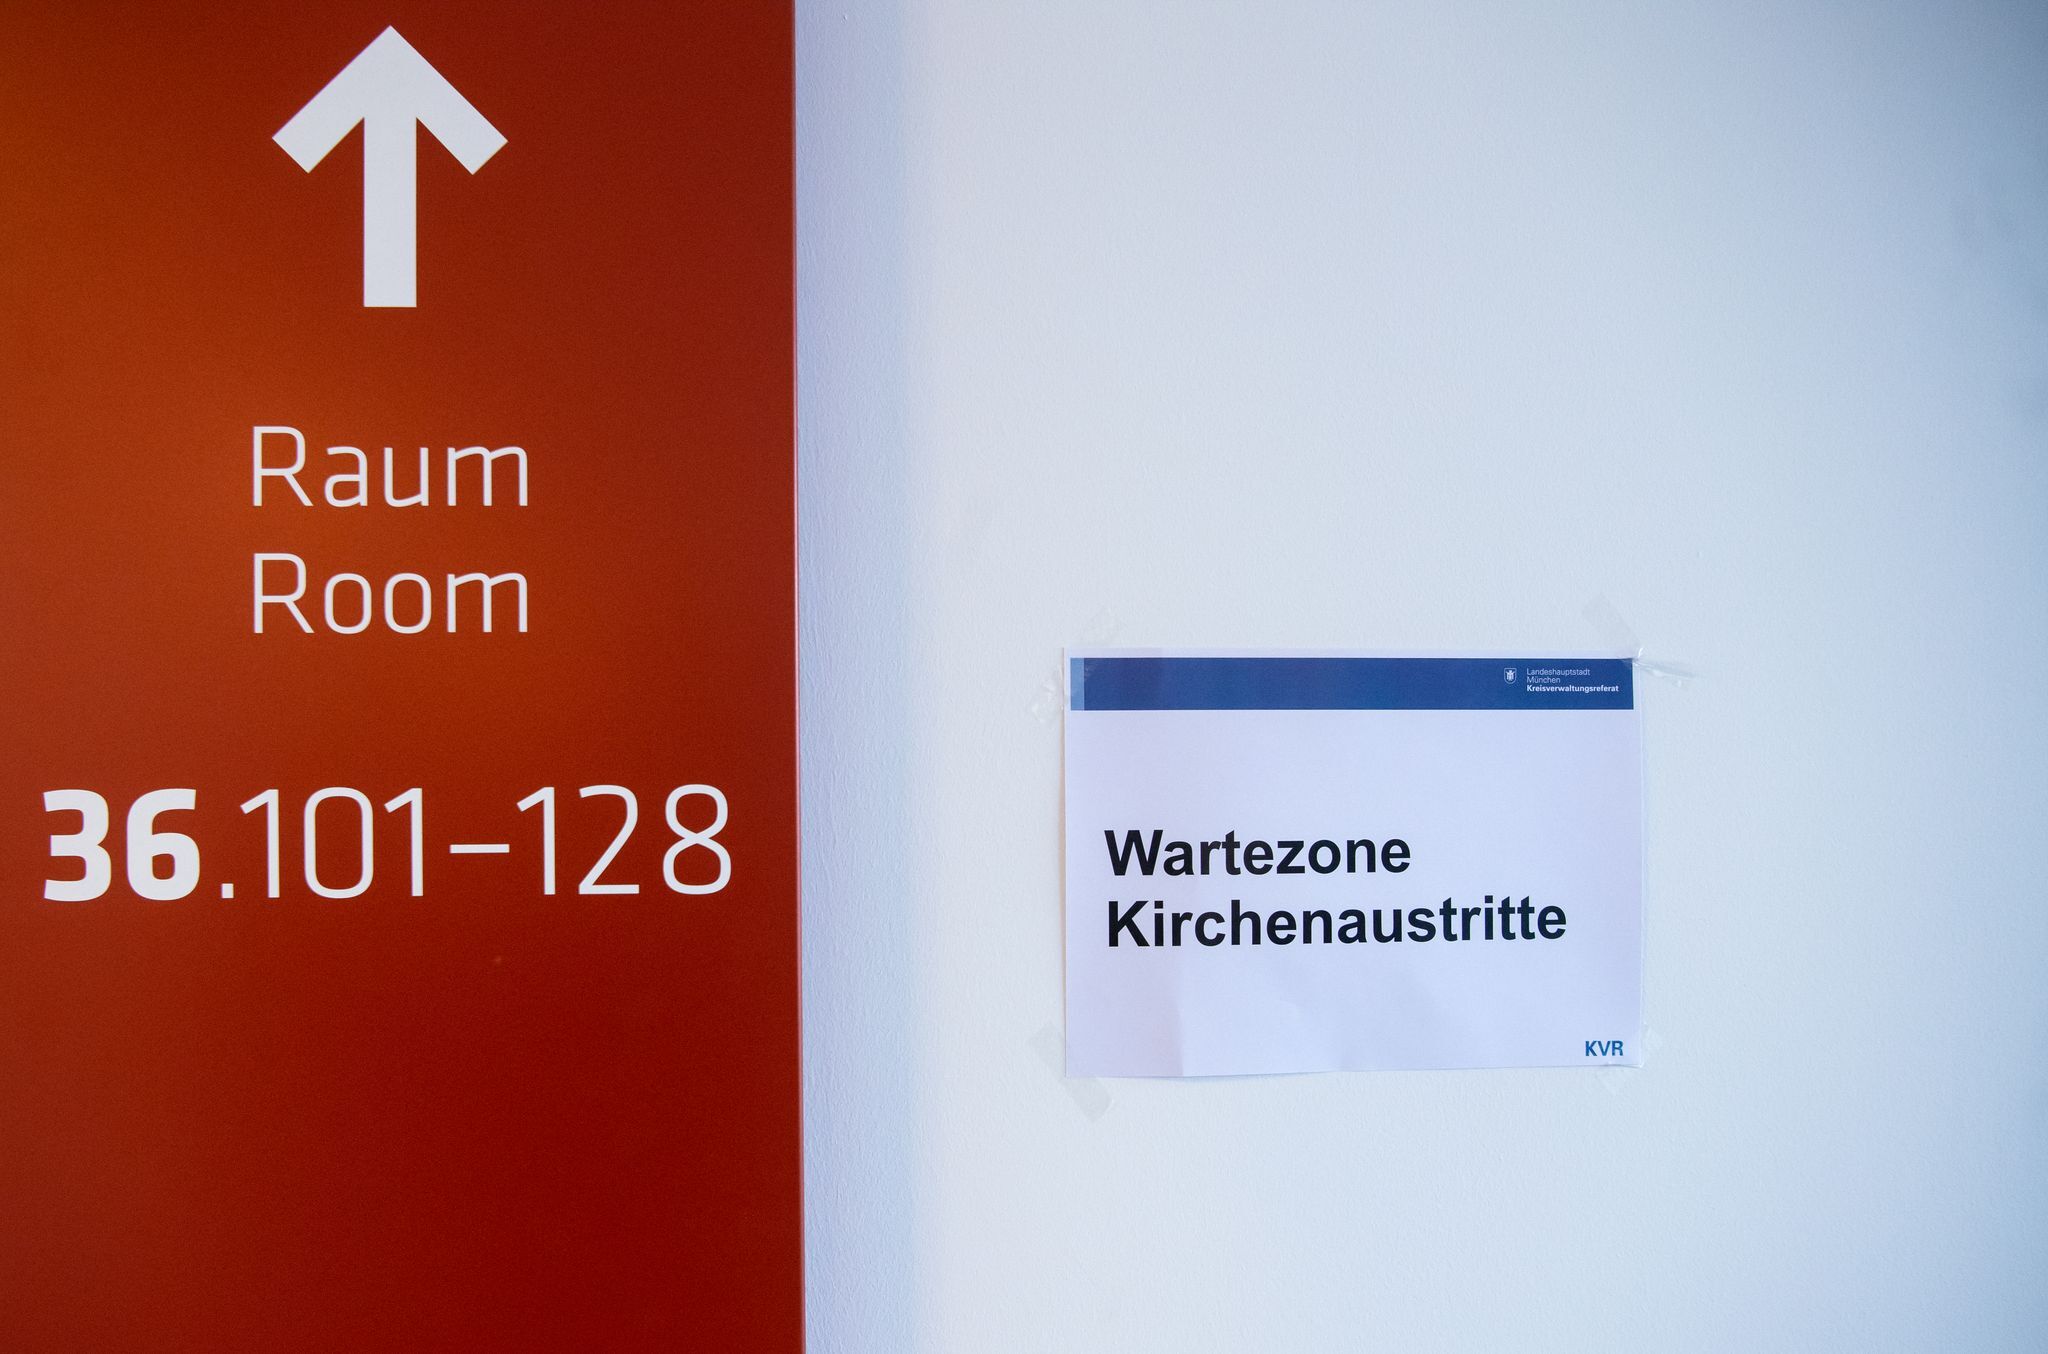 Raum
Room
36.101–128
Landeshauptstadt
München
Kreisverwaltungsreferat
Wartezone
Kirchenaustritte
KVR